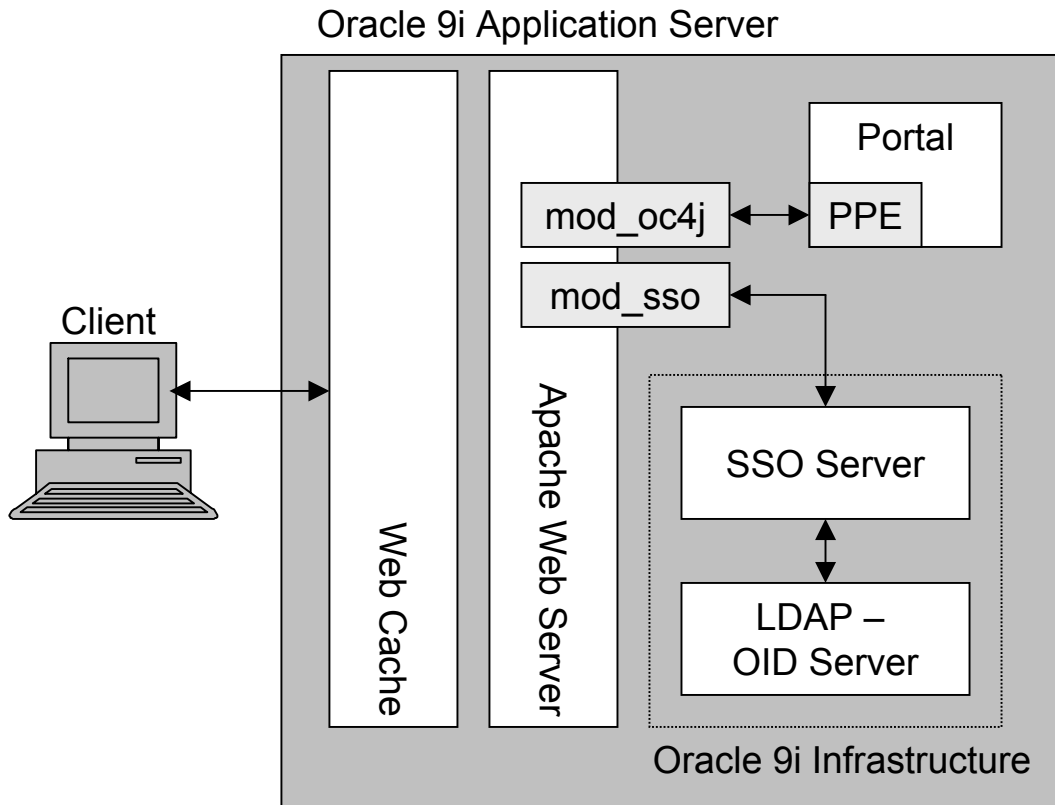 Oracle 9i Application Server
Portal
mod_oc4j
PPE
mod_sso
Client
Web Cache
Apache Web Server
SSO Server
LDAP –
OID Server
Oracle 9i Infrastructure